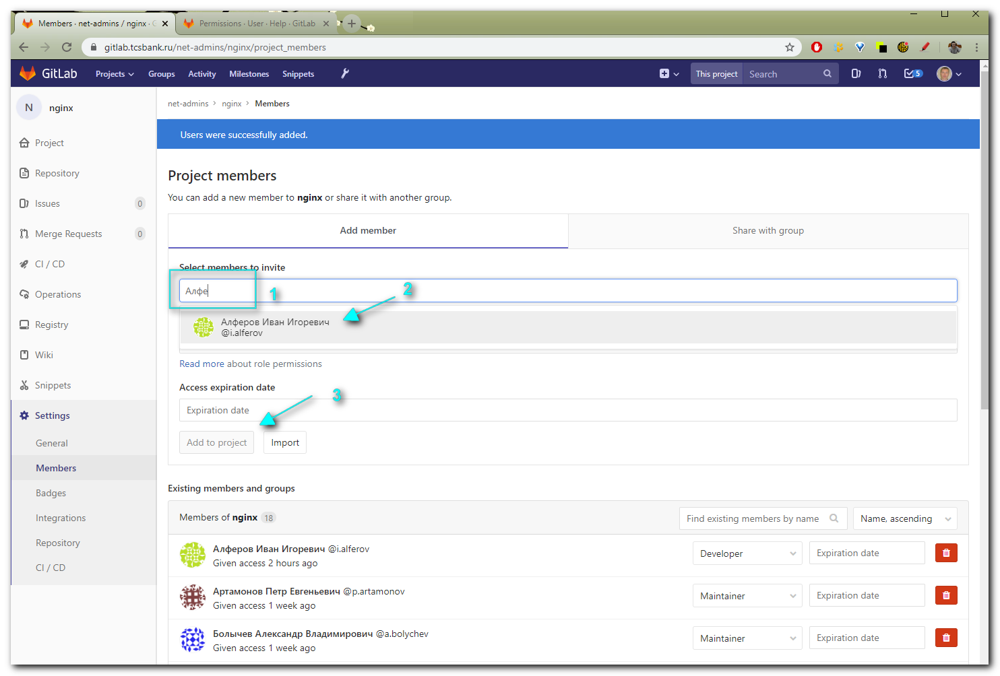 Members · net-admins / nginx · G
Permissions · User · Help · GitLab
gitlab.tcsbank.ru/net-admins/nginx/project_members
GitLab Projects Groups Activity Milestones Snippets This project Search 5
N nginx
net-admins › nginx › Members
Users were successfully added.
Project
Repository
Issues 0
Merge Requests 0
CI / CD
Operations
Registry
Wiki
Snippets
Settings
General
Members
Badges
Integrations
Repository
CI / CD
Project members
You can add a new member to nginx or share it with another group.
Add member Share with group
Select members to invite
Алфе 1 2
Алферов Иван Игоревич
@i.alferov
Read more about role permissions
Access expiration date
3
Expiration date
Add to project Import
Existing members and groups
Members of nginx 18 Find existing members by name Name, ascending
Алферов Иван Игоревич @i.alferov
Given access 2 hours ago
Developer Expiration date
Артамонов Петр Евгеньевич @p.artamonov
Given access 1 week ago
Maintainer Expiration date
Болычев Александр Владимирович @a.bolychev
Given access 1 week ago
Maintainer Expiration date